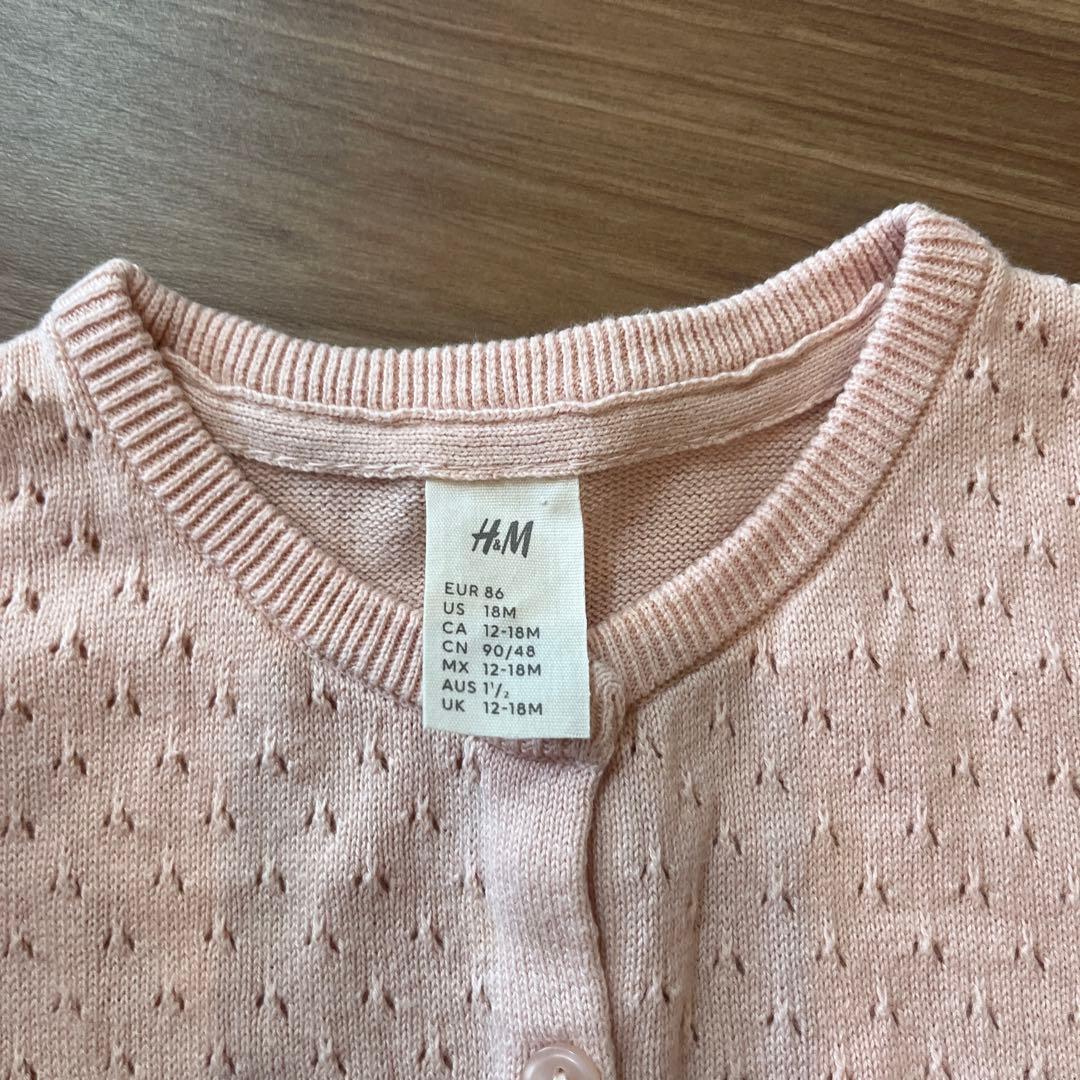 H&M
EUR 86
US 18M
CA 12-18M
CN 90/48
MX 12-18M
AUS 1½
UK 12-18M